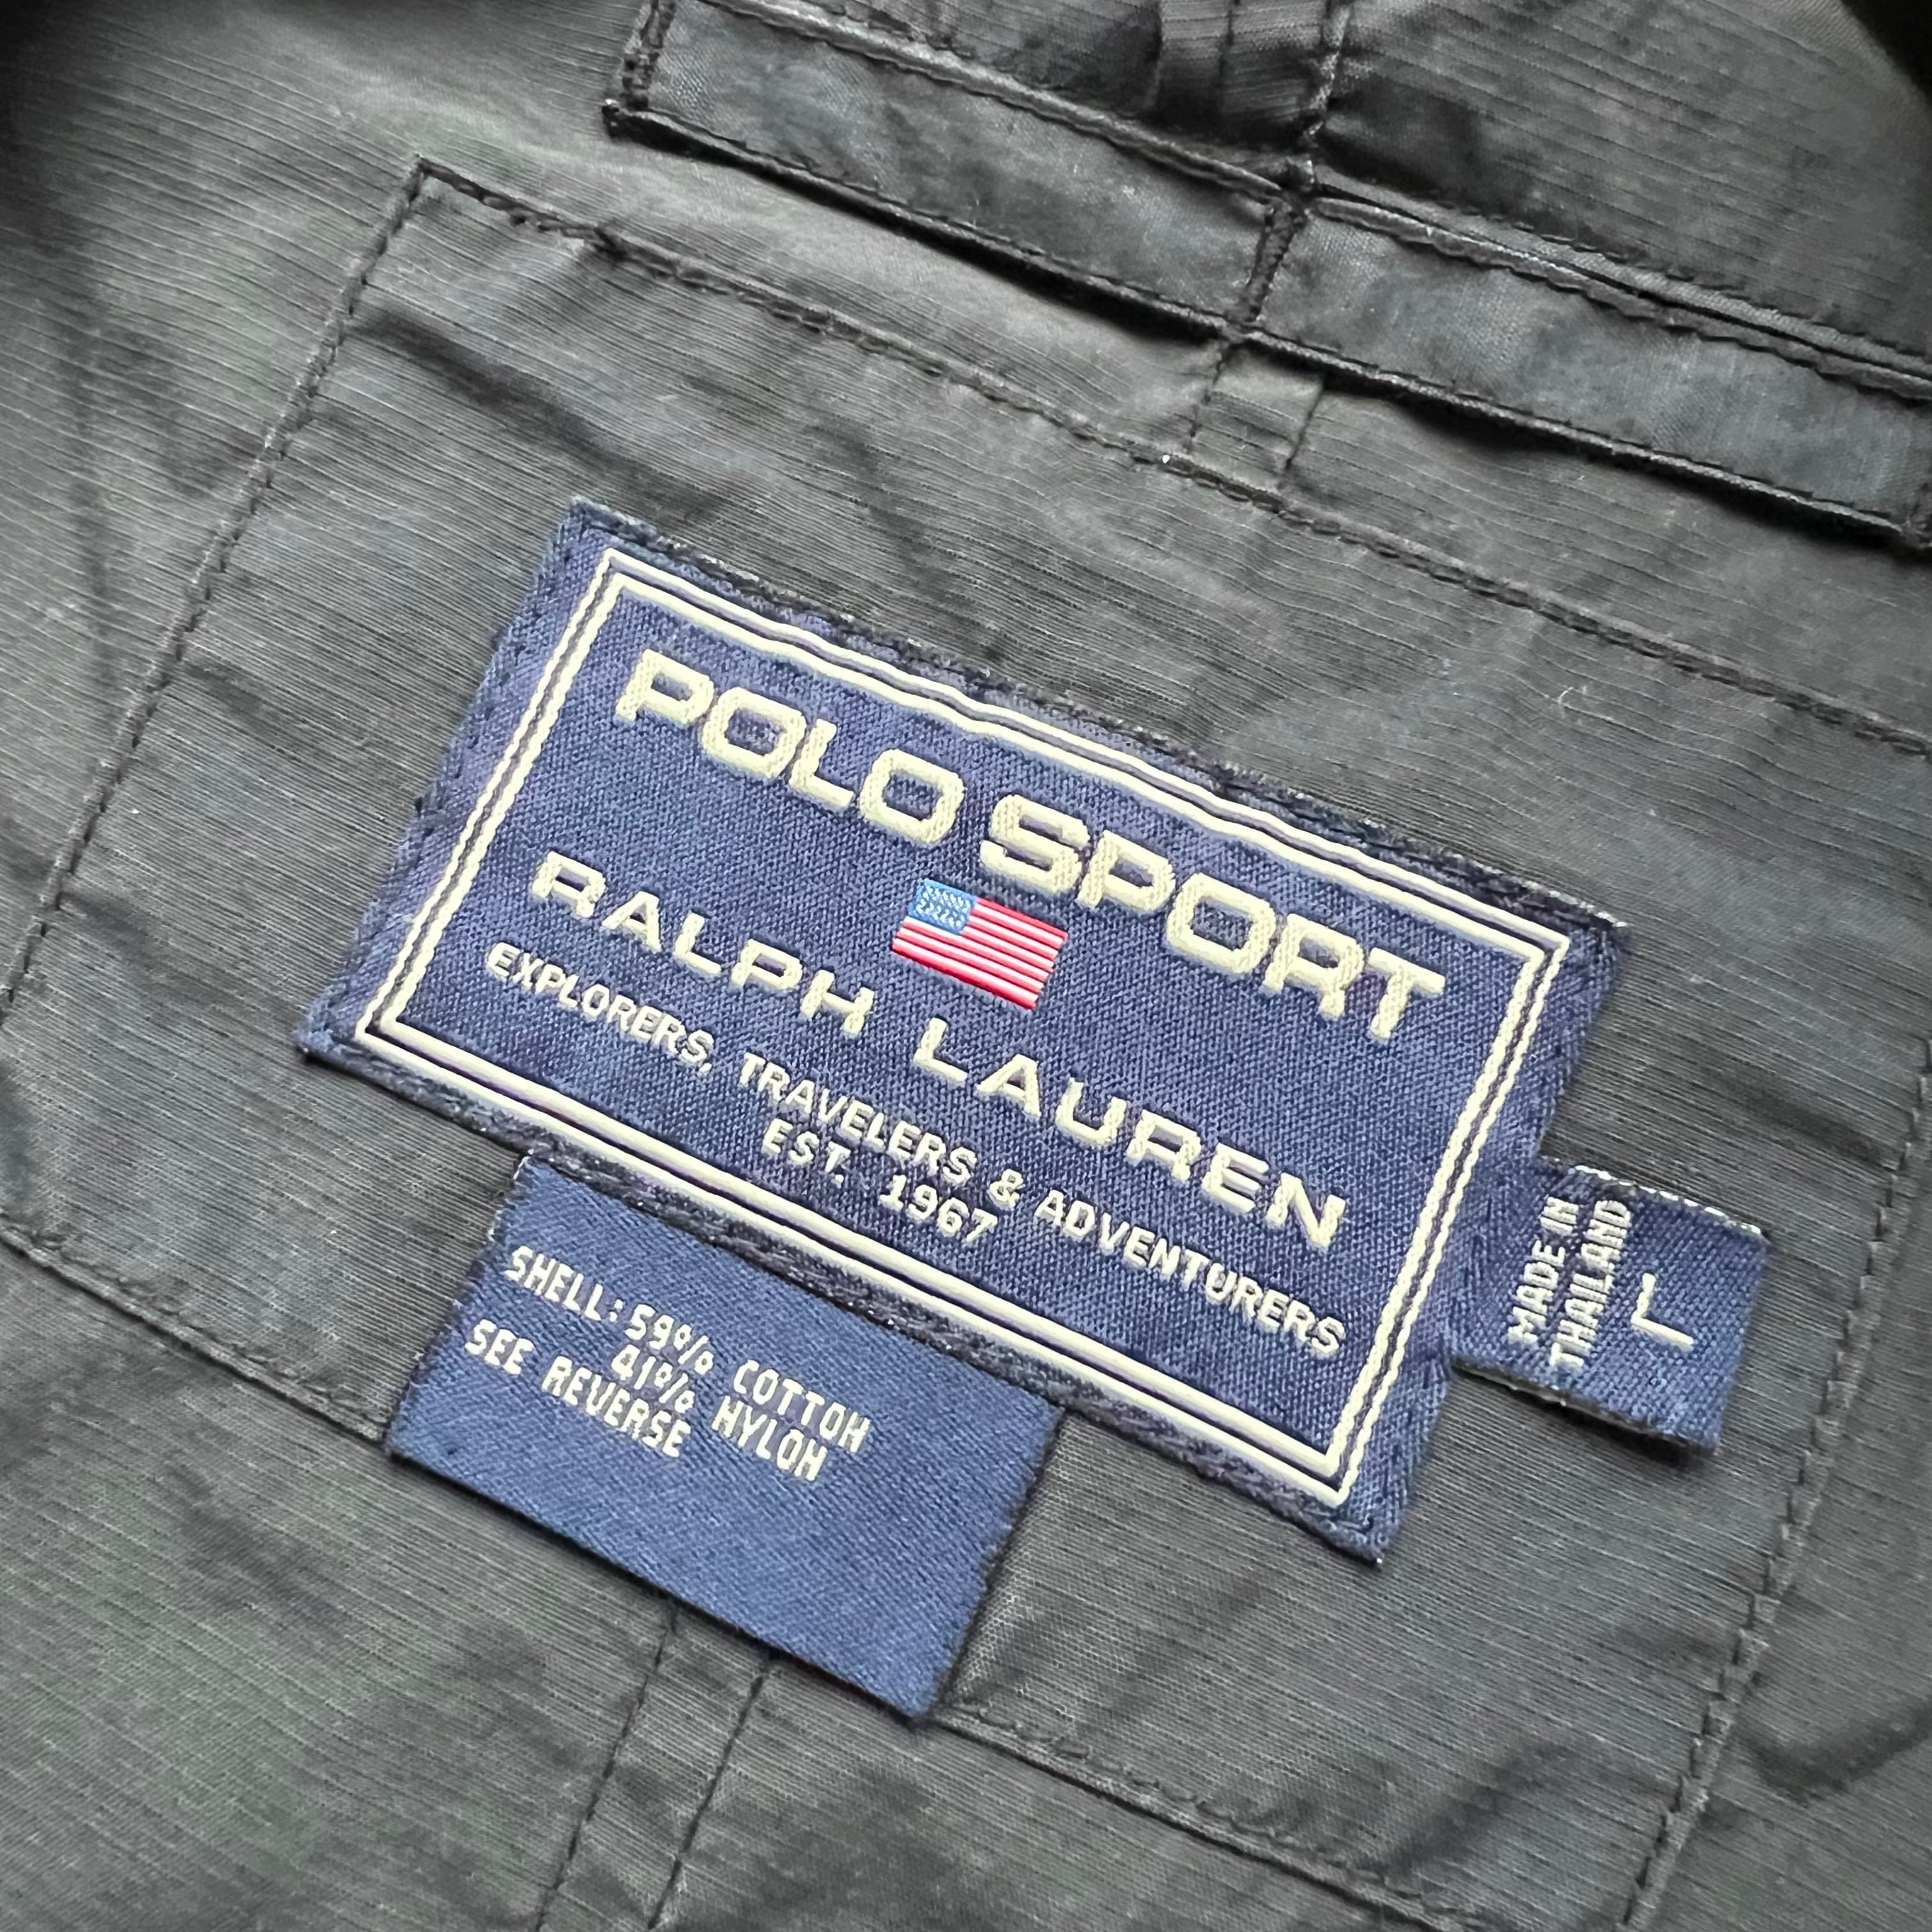 POLO SPORT
RALPH LAUREN
EXPLORERS, TRAVELERS & ADVENTURERS
EST. 1967
MADE IN
THAILAND
L
SHELL: 59% COTTON
41% NYLON
SEE REVERSE